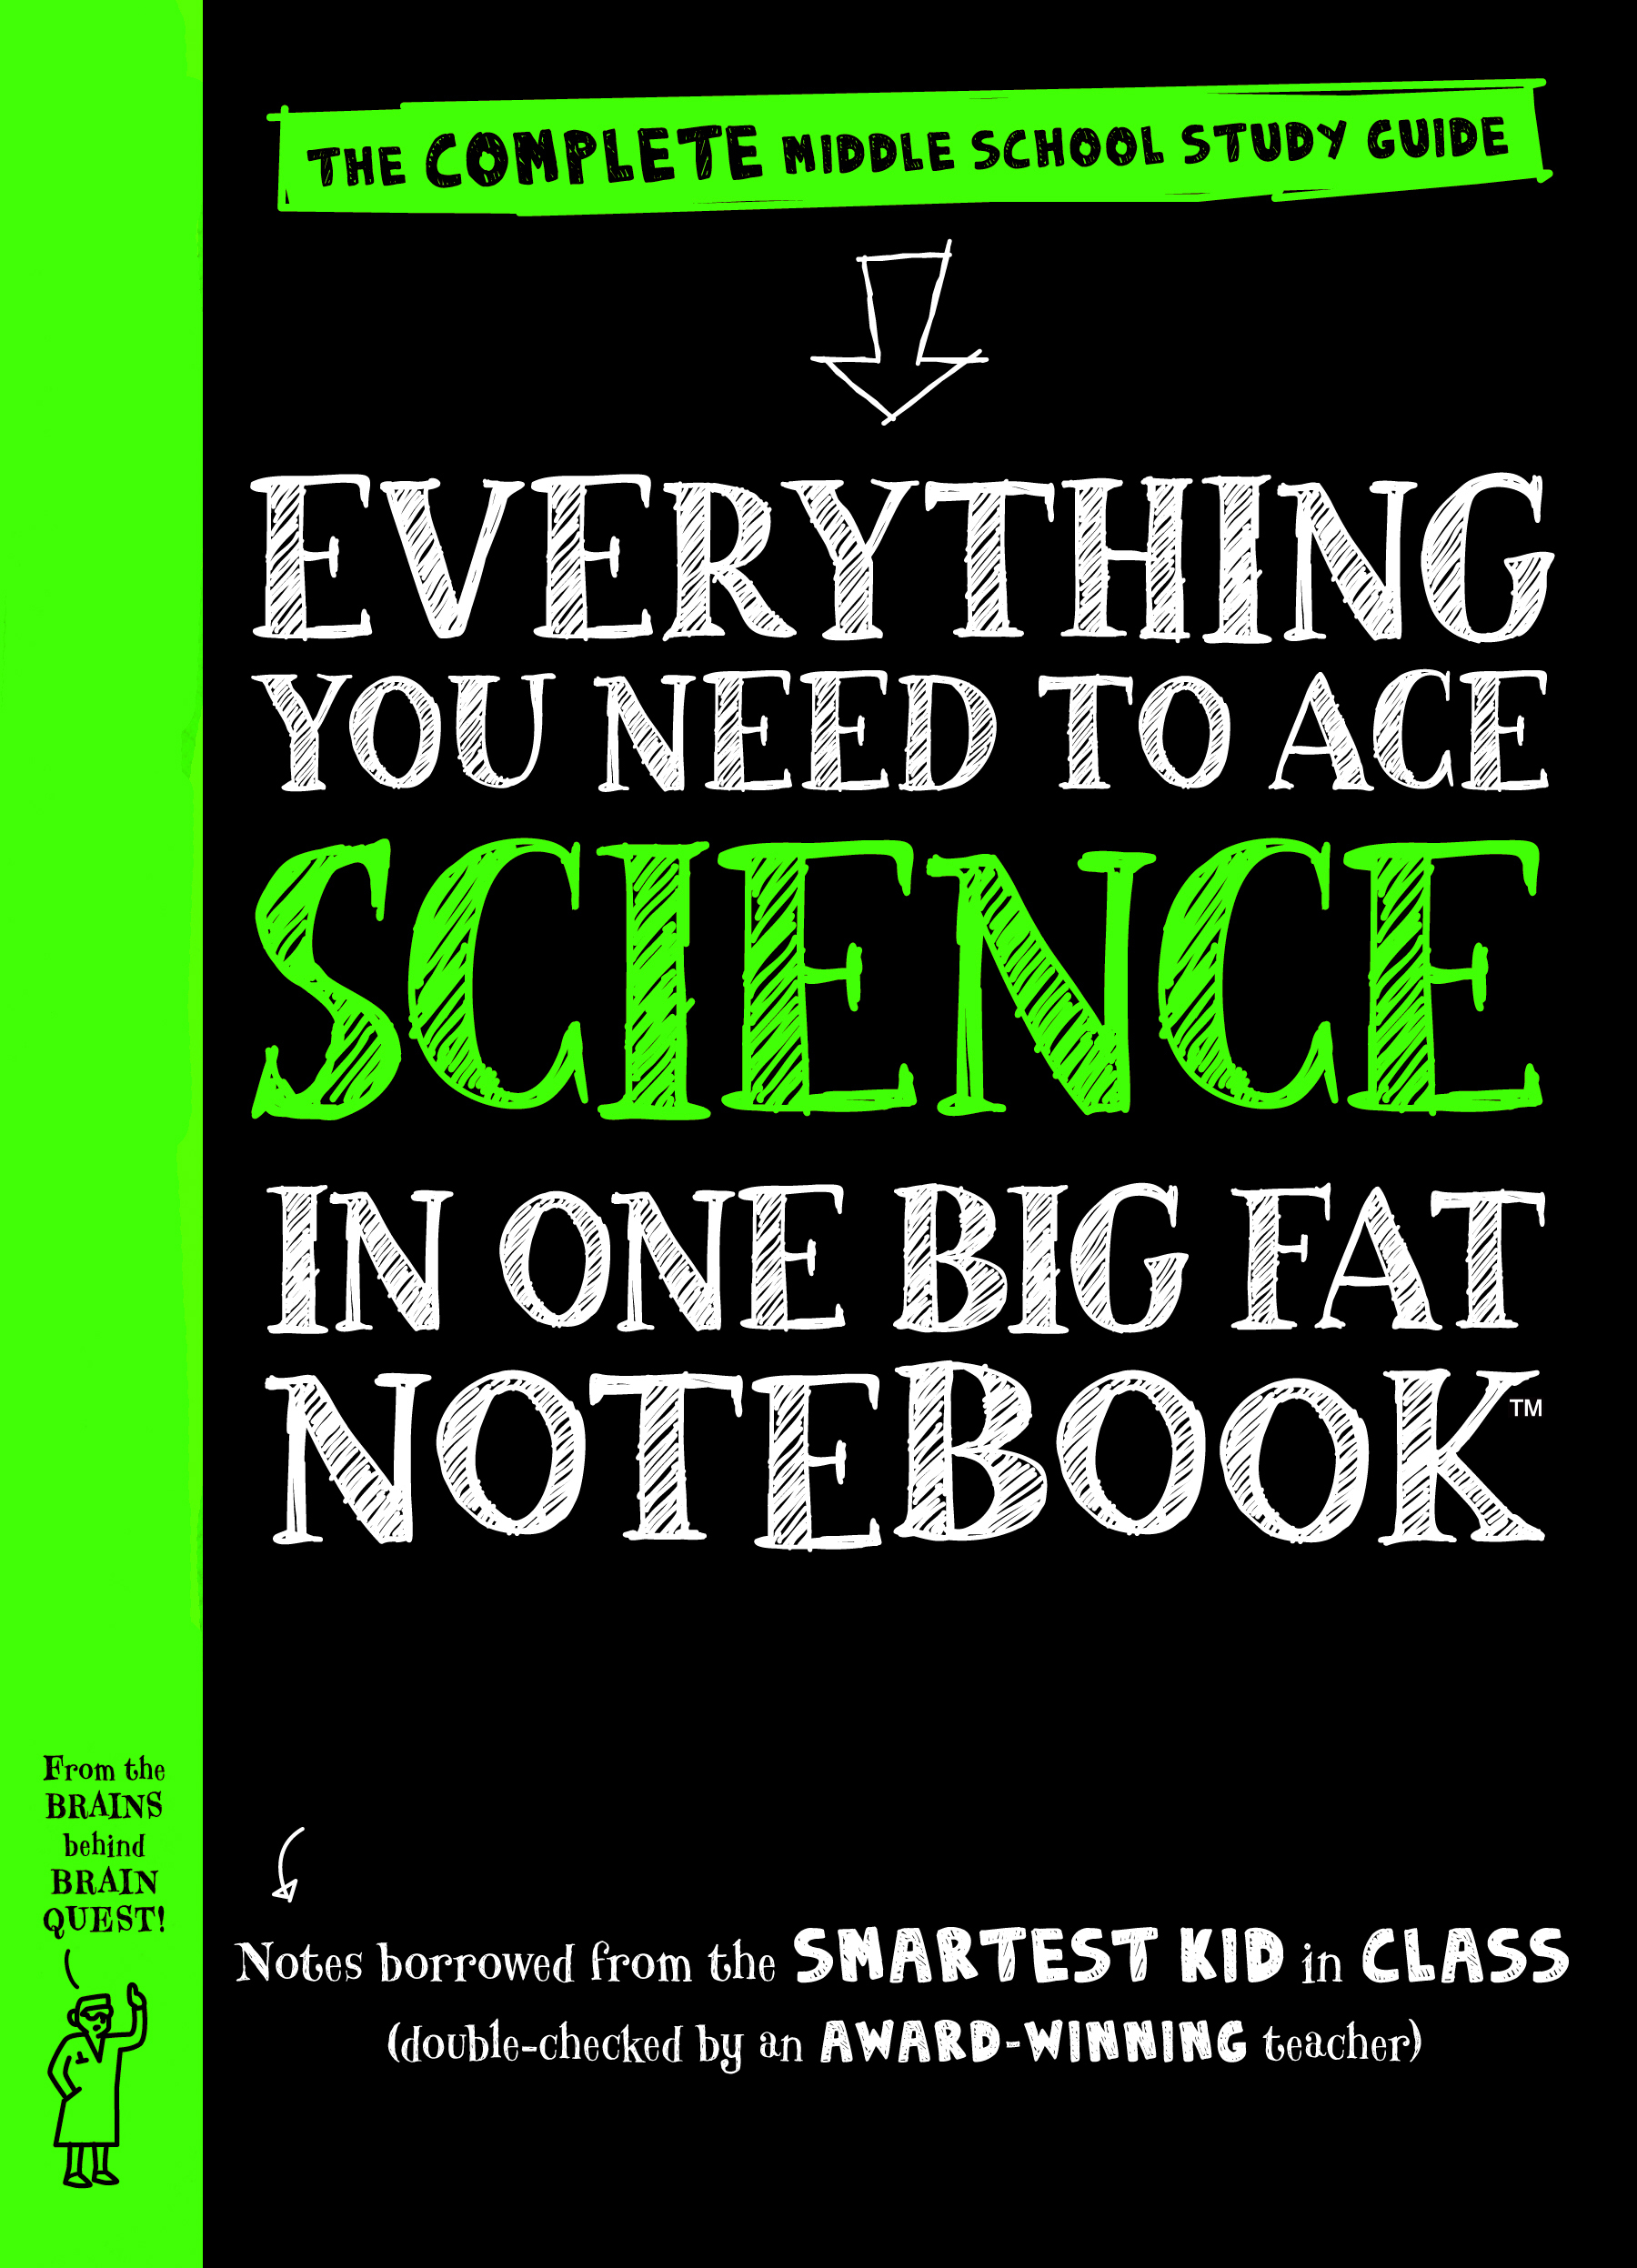 THE COMPLETE MIDDLE SCHOOL STUDY GUIDE
EVERYTHING
YOU NEED TO ACE
SCIENCE
IN ONE BIG FAT
NOTEBOOK™
From the
BRAINS
behind
BRAIN
QUEST!
Notes borrowed from the SMARTEST KID in CLASS
(double-checked by an AWARD-WINNING teacher)